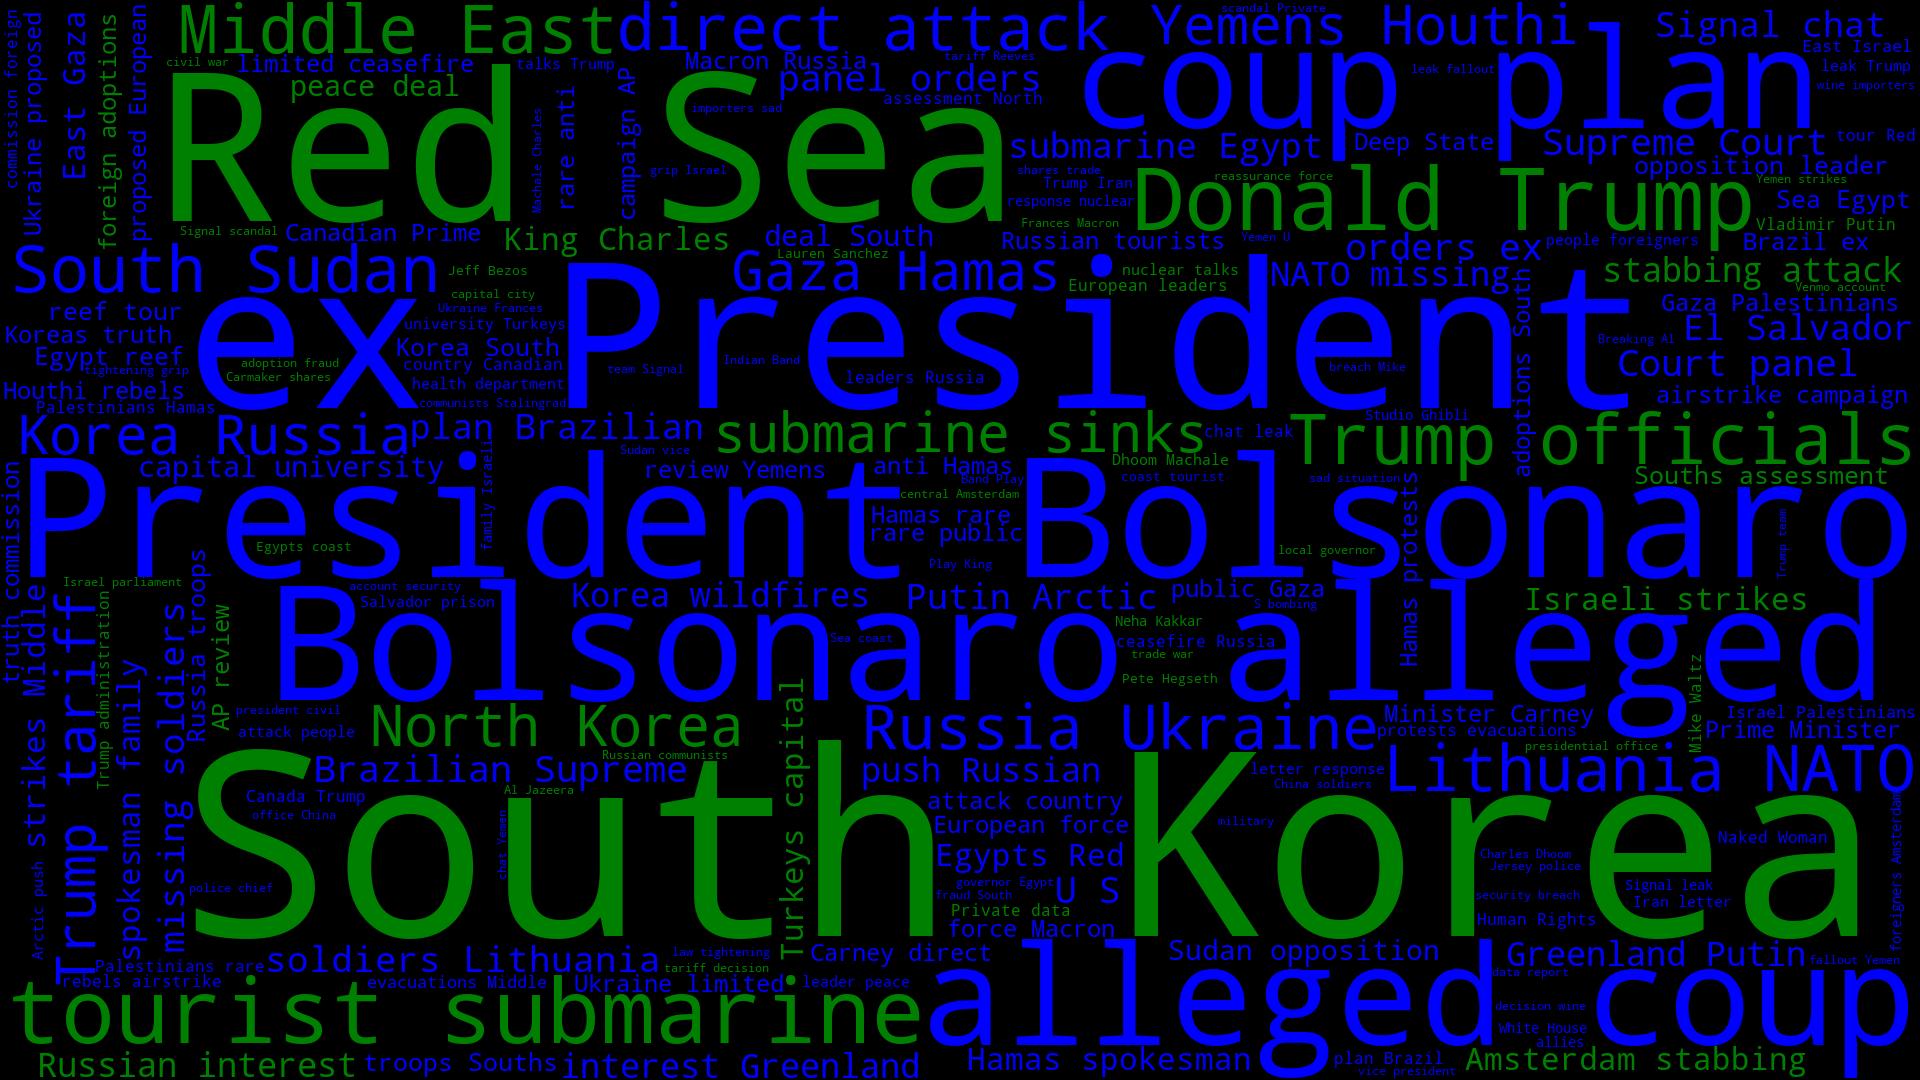 Middle East
direct attack
Yemens Houthi
Signal chat
scandal Private
East Israel
civil war
limited ceasefire
talks Trump
Macron Russia
tariff Reeves
leak fallout
leak Trump
coup plan
peace deal
panel orders
assessment North
wine importers
Red Sea
importers sad
Machale Charles
rare anti
campaign AP
commission foreign
Ukraine proposed
East Gaza
foreign adoptions
proposed European
submarine Egypt
Deep State
Supreme Court
tour Red
grip Israel
shares trade
opposition leader
Trump Iran
reassurance force
Yemen strikes
Donald Trump
response nuclear
Sea Egypt
Frances Macron
Vladimir Putin
Signal scandal
Canadian Prime
King Charles
deal South
Russian tourists
Yemen U
orders ex
people foreigners
Brazil ex
Lauren Sanchez
South Sudan
Jeff Bezos
Gaza Hamas
nuclear talks
NATO missing
stabbing attack
European leaders
Venmo account
capital city
Ukraine Frances
reef tour
university Turkeys
Gaza Palestinians
Koreas truth
El Salvador
Egypt reef
Korea South
Breaking Al
ex President
adoptions South
tightening grip
adoption fraud
country Canadian
team Signal
Indian Band
breach Mike
Court panel
Carmaker shares
leaders Russia
Houthi rebels
health department
airstrike campaign
Palestinians Hamas
communists Stalingrad
Studio Ghibli
Korea Russia
plan Brazilian
submarine sinks
chat leak
Trump officials
Sudan vice
family Israeli
capital university
review Yemens
anti Hamas
Dhoom Machale
Band Play
coast tourist
sad situation
Souths assessment
central Amsterdam
President Bolsonaro
Hamas rare
rare public
Hamas protests
Trump team
truth commission
Egypts coast
local governor
Play King
Israel parliament
account security
Salvador prison
Korea wildfires
Putin Arctic
public Gaza
S bombing
Israeli strikes
Neha Kakkar
Bolsonaro alleged
Sea coast
ceasefire Russia
trade war
Pete Hegseth
strikes Middle
Trump tariff
Trump administration
spokesman family
missing soldiers
Russia troops
AP review
president civil
attack people
North Korea
Turkeys capital
Russia Ukraine
Minister Carney
protests evacuations
Mike Waltz
Israel Palestinians
Prime Minister
presidential office
Russian communists
Brazilian Supreme
push Russian
letter response
Lithuania NATO
China soldiers
Al Jazeera
Canada Trump
office China
attack country
European force
military
South Korea
chat Yemen
Naked Woman
Egypts Red
Charles Dhoom
Jersey police
governor Egypt
police chief
fraud South
U S
Signal leak
security breach
Iran letter
Private data
Human Rights
force Macron
foreigners Amsterdam
Arctic push
soldiers Lithuania
law tightening
Carney direct
Sudan opposition
Greenland Putin
fallout Yemen
Palestinians rare
tariff decision
rebels airstrike
evacuations Middle
Ukraine limited
leader peace
data report
tourist submarine
alleged coup
decision wine
White House
allies
Russian interest
troops Souths
interest Greenland
Hamas spokesman
plan Brazil
vice president
Amsterdam stabbing